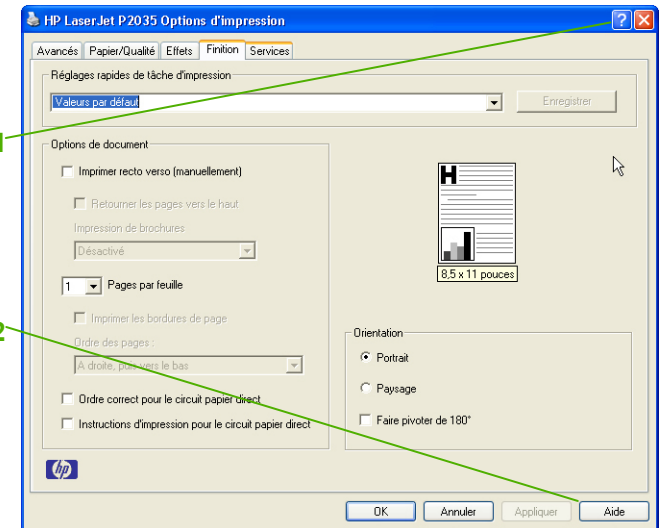 HP LaserJet P2035 Options d'impression
Avancés Papier/Qualité Effets Finition Services
Réglages rapides de tâche d'impression
Valeurs par défaut Enregistrer
1
Options de document
Imprimer recto verso (manuellement)
Retourner les pages vers le haut
Impression de brochures
Désactivé
1 Pages par feuille
Imprimer les bordures de page
Ordre des pages :
A droite, puis vers le bas
Ordre correct pour le circuit papier direct
Instructions d'impression pour le circuit papier direct
H
8,5 x 11 pouces
2
Orientation
Portrait
Paysage
Faire pivoter de 180°
hp
OK Annuler Appliquer Aide